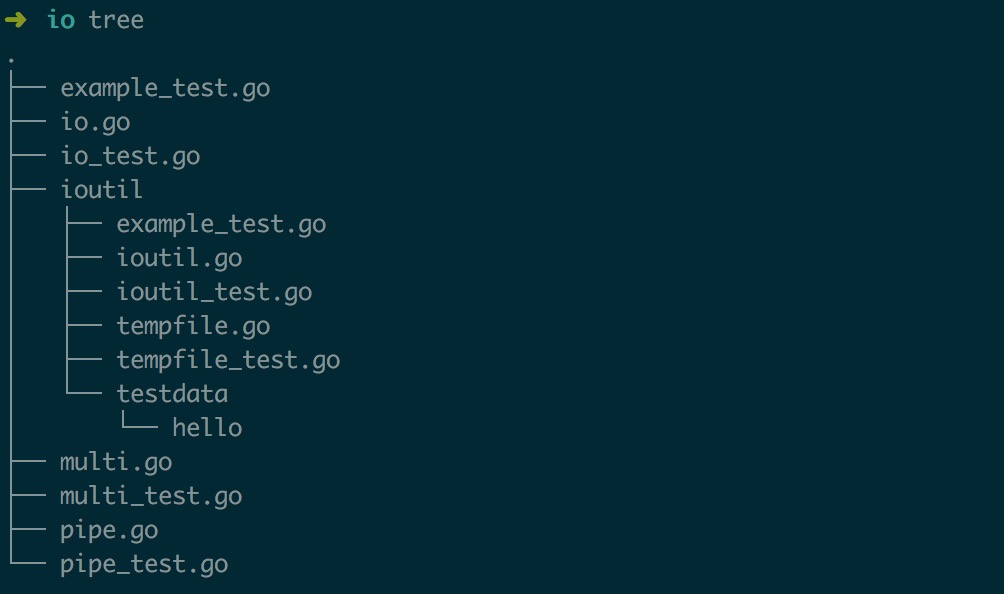 ➜ io tree
.
├── example_test.go
├── io.go
├── io_test.go
├── ioutil
│   ├── example_test.go
│   ├── ioutil.go
│   ├── ioutil_test.go
│   ├── tempfile.go
│   ├── tempfile_test.go
│   └── testdata
│       └── hello
├── multi.go
├── multi_test.go
├── pipe.go
└── pipe_test.go